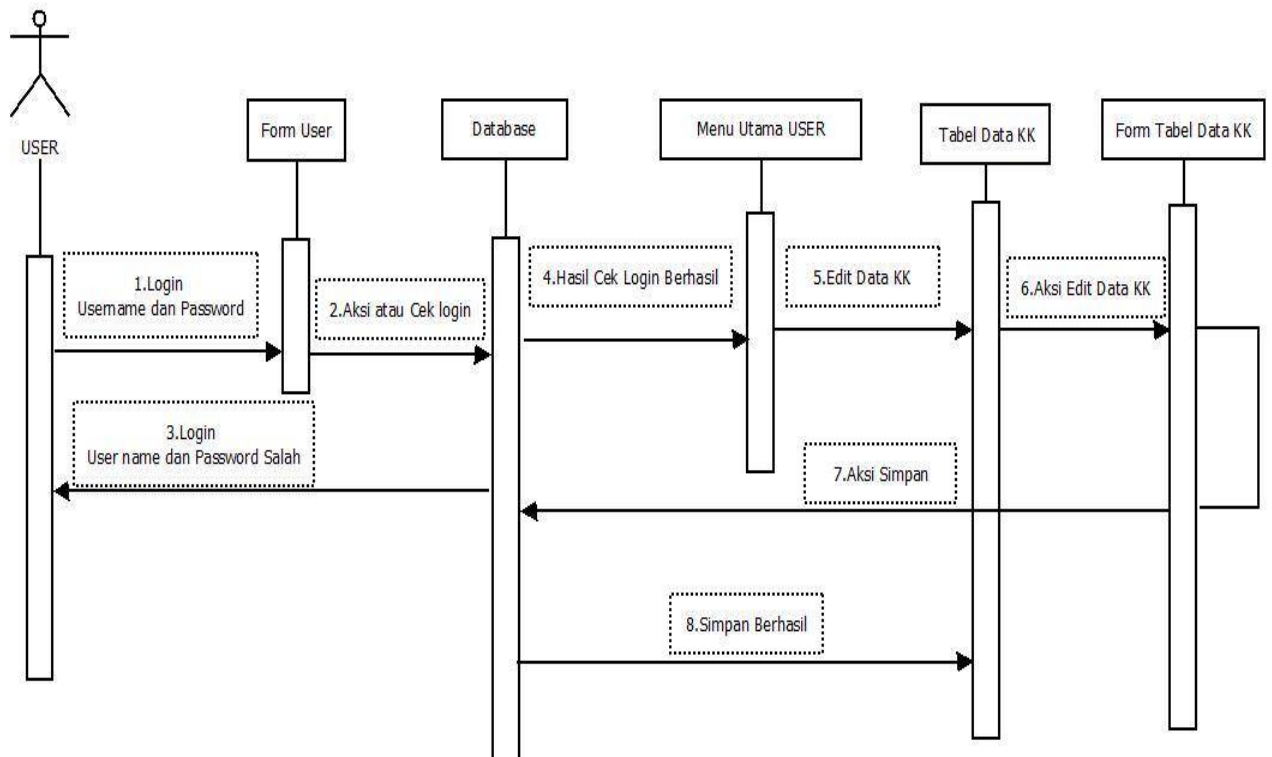 USER
Form User
Database
Menu Utama USER
Tabel Data KK
Form Tabel Data KK
1.Login
Username dan Password
2.Aksi atau Cek login
3.Login
User name dan Password Salah
4.Hasil Cek Login Berhasil
5.Edit Data KK
6.Aksi Edit Data KK
7.Aksi Simpan
8.Simpan Berhasil